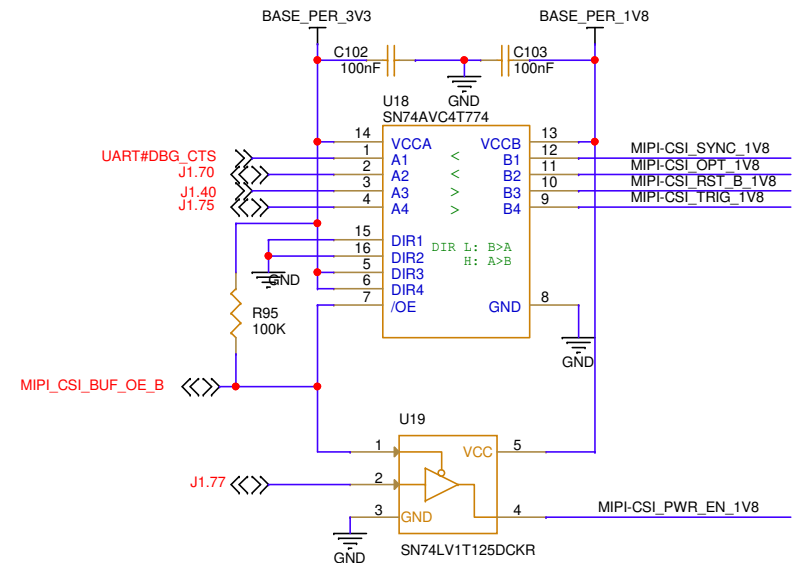 BASE_PER_3V3
BASE_PER_1V8
C102
100nF
C103
100nF
GND
U18
SN74AVC4T774
14 VCCA VCCB 13
UART#DBG_CTS 1 A1 < B1 12 MIPI-CSI_SYNC_1V8
J1.70 2 A2 < B2 11 MIPI-CSI_OPT_1V8
J1.40 3 A3 > B3 10 MIPI-CSI_RST_B_1V8
J1.75 4 A4 > B4 9 MIPI-CSI_TRIG_1V8
15 DIR1 DIR L: B>A
16 DIR2 H: A>B
GND
5 DIR3
6 DIR4
7 /OE GND 8
R95
100K
GND
MIPI_CSI_BUF_OE_B
U19
1 VCC 5
J1.77 2
3 GND 4 MIPI-CSI_PWR_EN_1V8
GND
SN74LV1T125DCKR